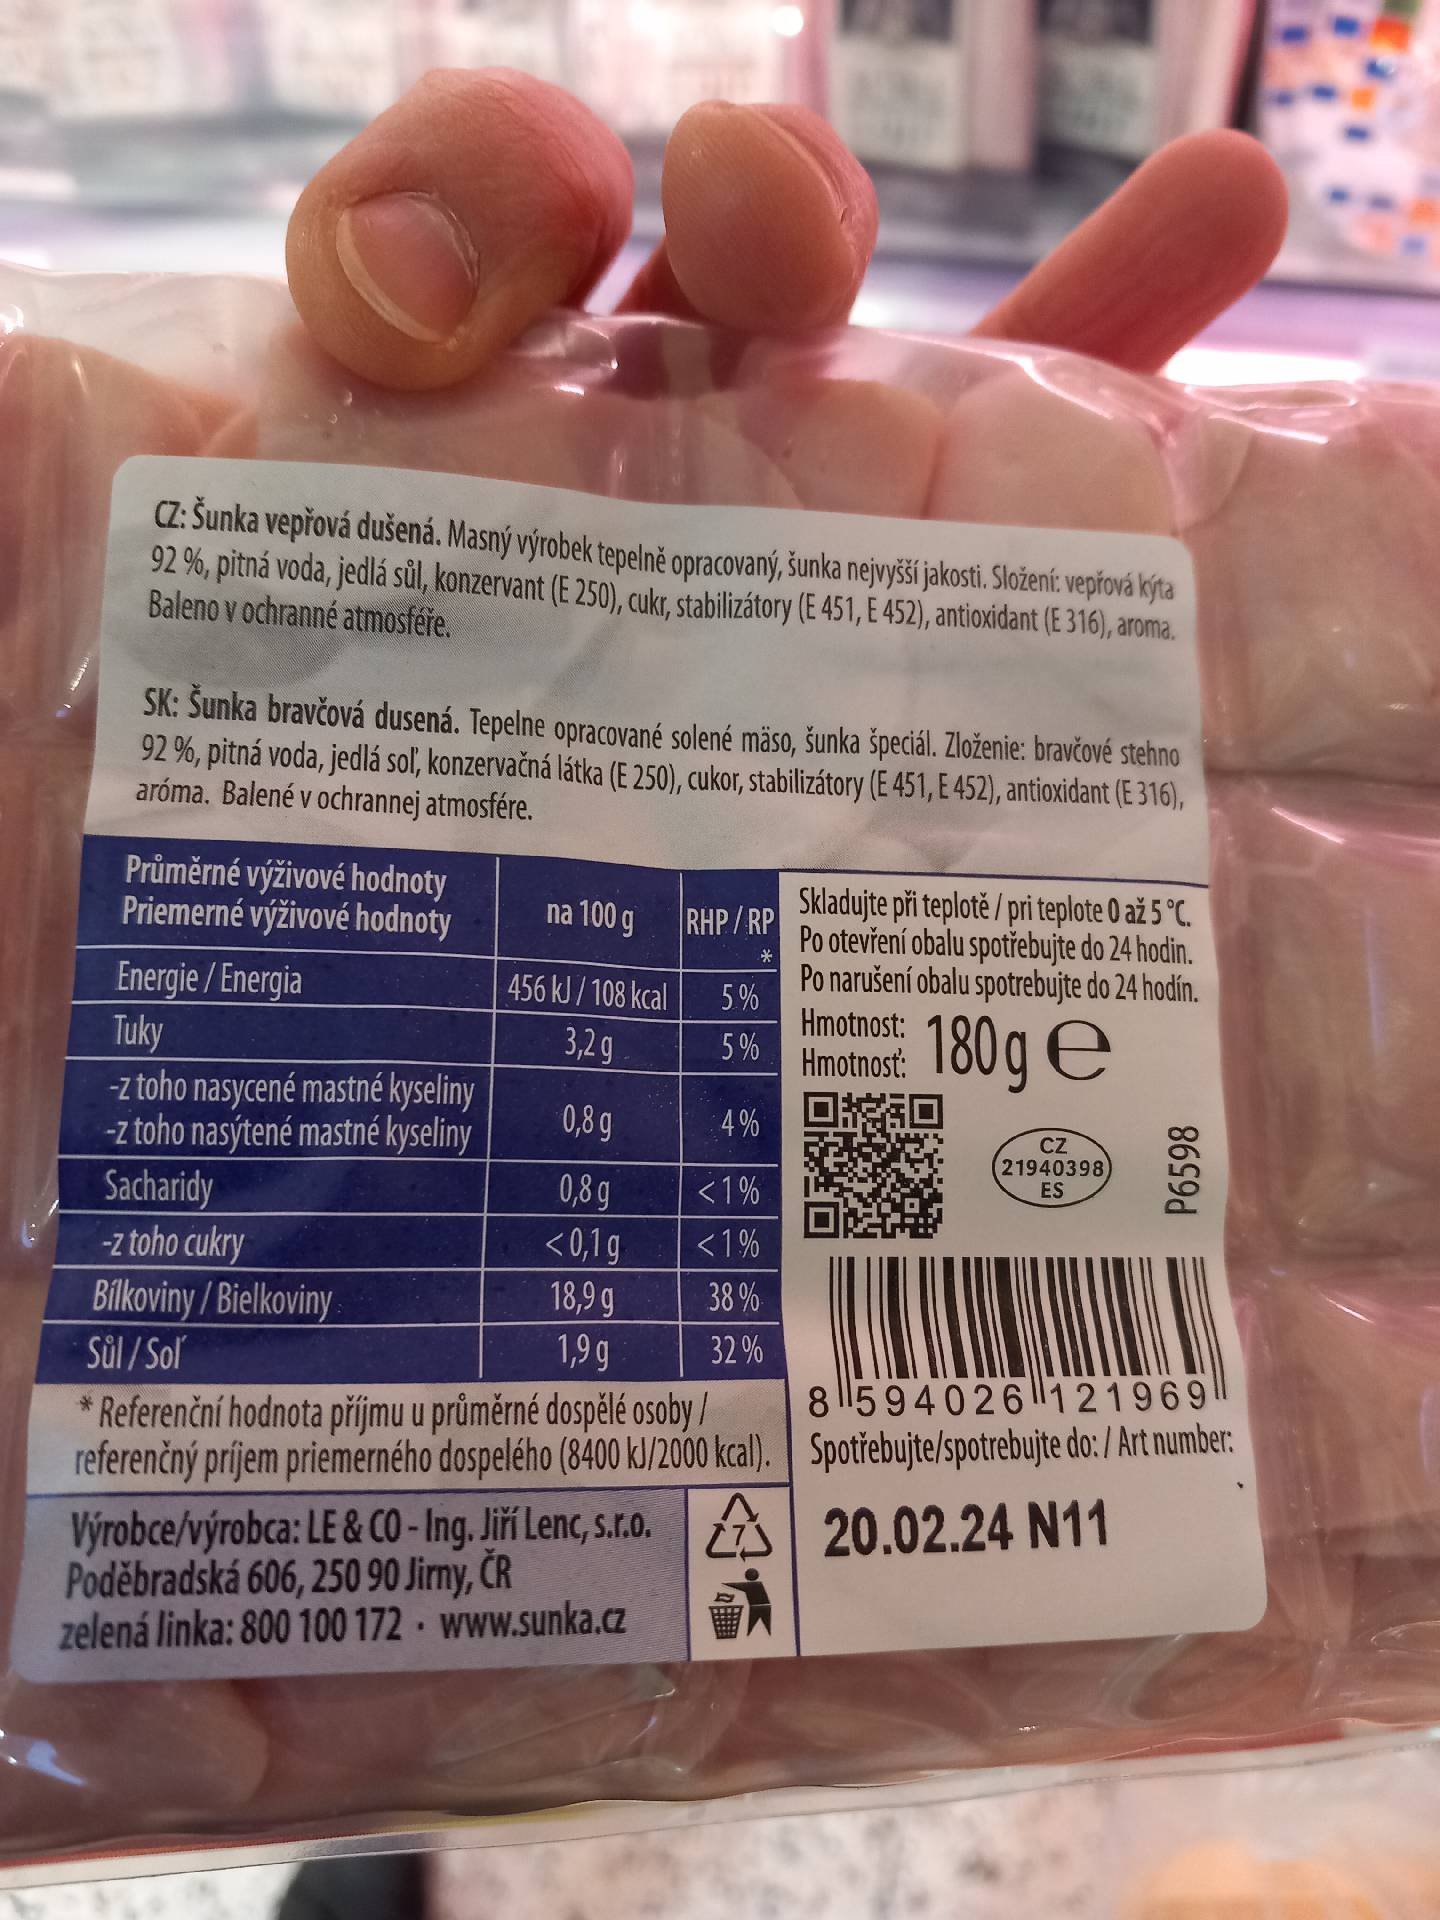 CZ: Šunka vepřová dušená. Masný výrobek tepelně opracovaný, šunka nejvyšší jakosti. Složení: vepřová kýta
92 %, pitná voda, jedlá sůl, konzervant (E 250), cukr, stabilizátory (E 451, E 452), antioxidant (E 316), aroma.
Baleno v ochranné atmosféře.
SK: Šunka bravčová dusená. Tepelne opracované solené mäso, šunka špeciál. Zloženie: bravčové stehno
92 %, pitná voda, jedlá soľ, konzervačná látka (E 250), cukor, stabilizátory (E 451, E 452), antioxidant (E 316),
aróma. Balené v ochrannej atmosfére.
Průměrné výživové hodnoty
Priemerné výživové hodnoty
na 100 g
RHP / RP
*
Energie / Energia 456 kJ / 108 kcal 5 %
Tuky 3,2 g 5 %
-z toho nasycené mastné kyseliny
-z toho nasýtené mastné kyseliny
0,8 g 4 %
Sacharidy 0,8 g <1 %
-z toho cukry <0,1 g <1 %
Bílkoviny / Bielkoviny 18,9 g 38 %
Sůl / Soľ 1,9 g 32 %
* Referenční hodnota příjmu u průměrné dospělé osoby /
referenčný príjem priemerného dospelého (8400 kJ/2000 kcal).
Výrobce/výrobca: LE & CO - Ing. Jiří Lenc, s.r.o.
Poděbradská 606, 250 90 Jirny, ČR
zelená linka: 800 100 172 · www.sunka.cz
7
Skladujte při teplotě / pri teplote 0 až 5 °C.
Po otevření obalu spotřebujte do 24 hodin.
Po narušení obalu spotrebujte do 24 hodín.
Hmotnost:
Hmotnosť:
180 g e
CZ
21940398
ES
P6598
8 594026 121969
Spotřebujte/spotrebujte do: / Art number:
20.02.24 N11